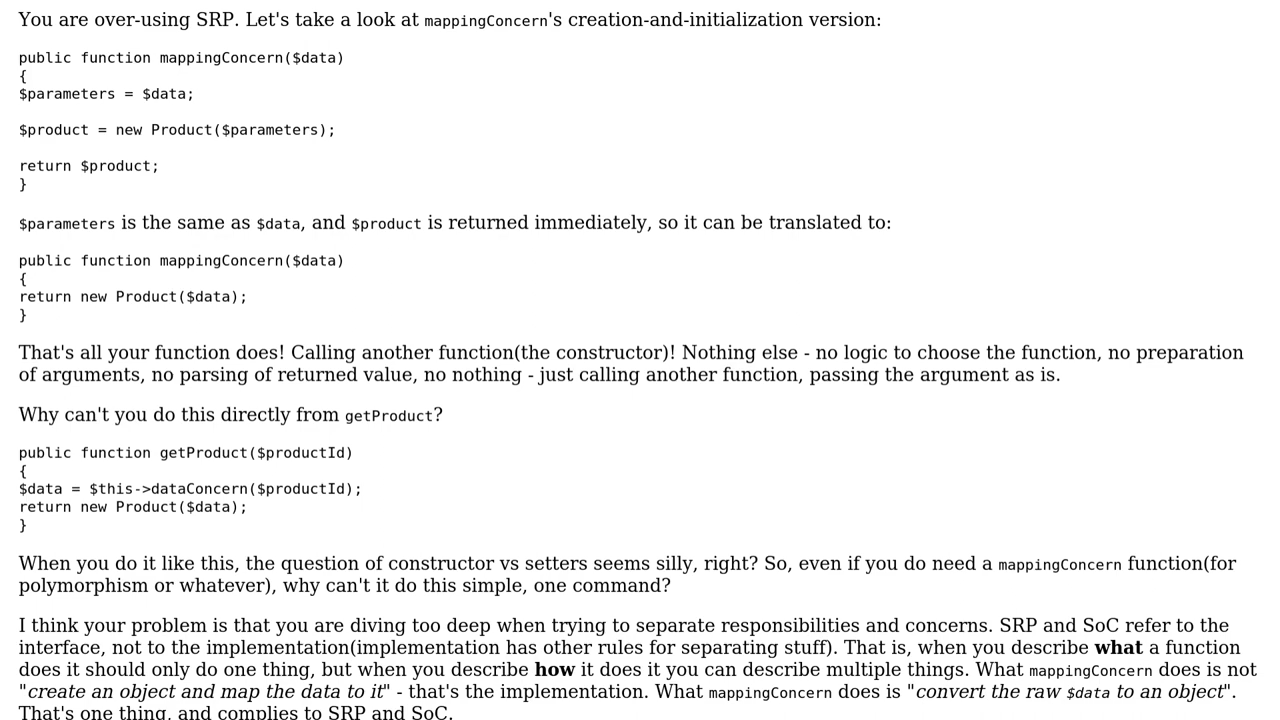 You are over-using SRP. Let's take a look at mappingConcern's creation-and-initialization version:
public function mappingConcern($data)
{
$parameters = $data;
$product = new Product($parameters);
return $product;
}
$parameters is the same as $data, and $product is returned immediately, so it can be translated to:
public function mappingConcern($data)
{
return new Product($data);
}
That's all your function does! Calling another function(the constructor)! Nothing else - no logic to choose the function, no preparation
of arguments, no parsing of returned value, no nothing - just calling another function, passing the argument as is.
Why can't you do this directly from getProduct?
public function getProduct($productId)
{
$data = $this->dataConcern($productId);
return new Product($data);
}
When you do it like this, the question of constructor vs setters seems silly, right? So, even if you do need a mappingConcern function(for
polymorphism or whatever), why can't it do this simple, one command?
I think your problem is that you are diving too deep when trying to separate responsibilities and concerns. SRP and SoC refer to the
interface, not to the implementation(implementation has other rules for separating stuff). That is, when you describe what a function
does it should only do one thing, but when you describe how it does it you can describe multiple things. What mappingConcern does is not
"create an object and map the data to it" - that's the implementation. What mappingConcern does is "convert the raw $data to an object".
That's one thing, and complies to SRP and SoC.